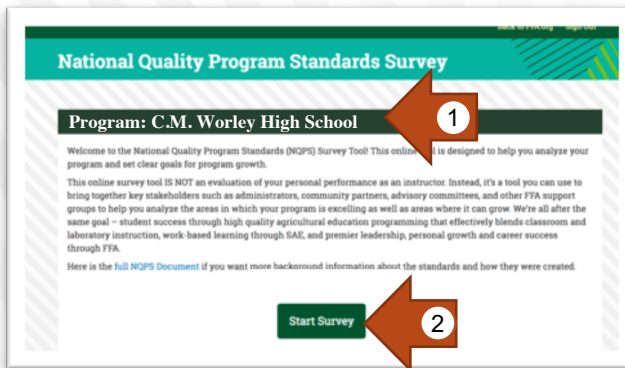 Back to FFA.org Sign Out
National Quality Program Standards Survey
Program: C.M. Worley High School
1
Welcome to the National Quality Program Standards (NQPS) Survey Tool! This online is designed to help you analyze your
program and set clear goals for program growth.
This online survey tool IS NOT an evaluation of your personal performance as an instructor. Instead, it's a tool you can use to
bring together key stakeholders such as administrators, community partners, advisory committees, and other FFA support
groups to help you analyze the areas in which your program is excelling as well as areas where it can grow. We're all after the
same goal – student success through high quality agricultural education programming that effectively blends classroom and
laboratory instruction, work-based learning through SAE, and premier leadership, personal growth and career success
through FFA.
Here is the full NQPS Document if you want more background information about the standards and how they were created.
Start Survey
2